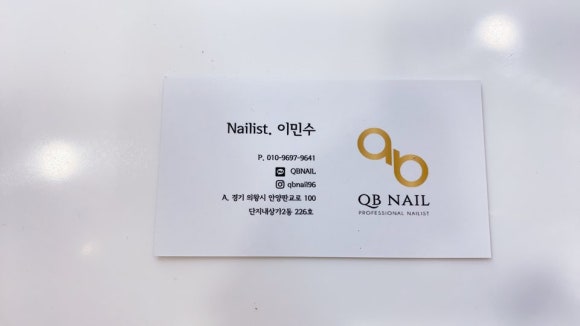 Nailist. 이민수
P. 010-9697-9641
QBNAIL
qbnail96
A. 경기 의왕시 안양판교로 100
단지내상가2동 226호
qb
QB NAIL
PROFESSIONAL NAILIST